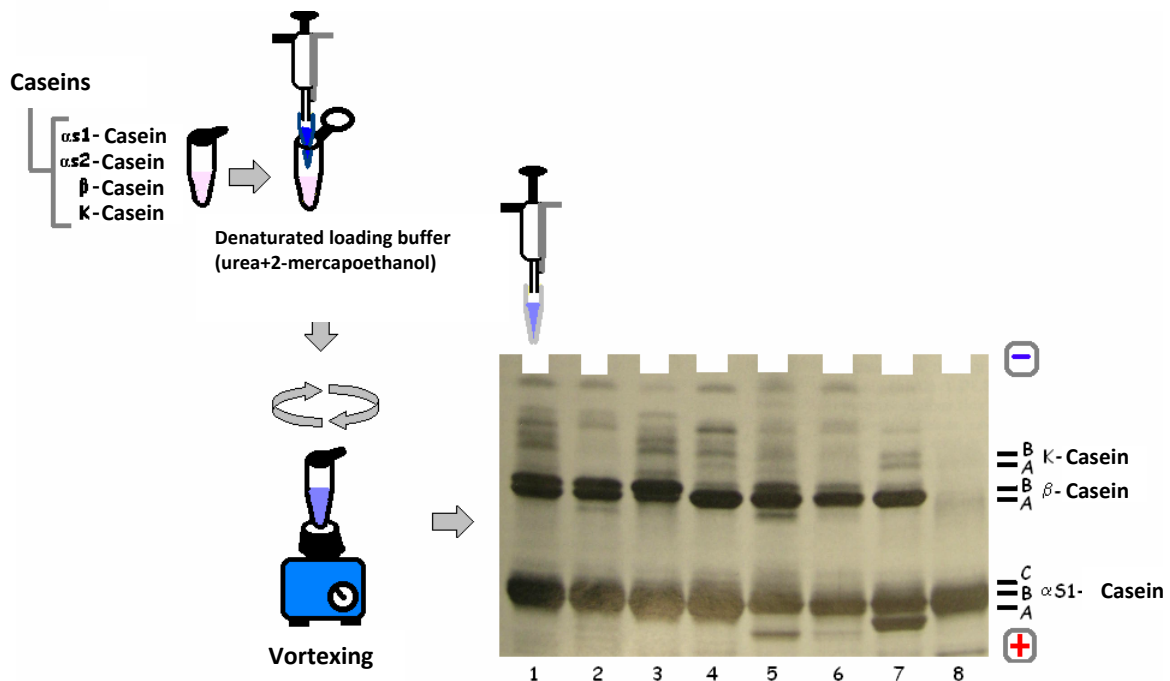 Caseins
αs1- Casein
αs2- Casein
β- Casein
K- Casein
Denaturated loading buffer
(urea+2-mercapoethanol)
Vortexing
−
B K- Casein
A
B β- Casein
A
C
B αS1- Casein
A
+
1 2 3 4 5 6 7 8